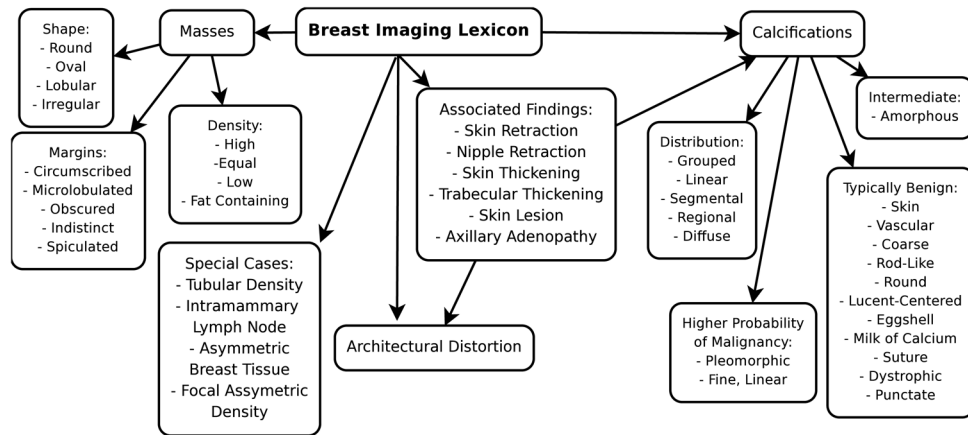 Breast Imaging Lexicon
Masses
Shape:
- Round
- Oval
- Lobular
- Irregular
Margins:
- Circumscribed
- Microlobulated
- Obscured
- Indistinct
- Spiculated
Density:
- High
-Equal
- Low
- Fat Containing
Special Cases:
- Tubular Density
- Intramammary
Lymph Node
- Asymmetric
Breast Tissue
- Focal Assymetric
Density
Associated Findings:
- Skin Retraction
- Nipple Retraction
- Skin Thickening
- Trabecular Thickening
- Skin Lesion
- Axillary Adenopathy
Architectural Distortion
Calcifications
Distribution:
- Grouped
- Linear
- Segmental
- Regional
- Diffuse
Higher Probability
of Malignancy:
- Pleomorphic
- Fine, Linear
Intermediate:
- Amorphous
Typically Benign:
- Skin
- Vascular
- Coarse
- Rod-Like
- Round
- Lucent-Centered
- Eggshell
- Milk of Calcium
- Suture
- Dystrophic
- Punctate